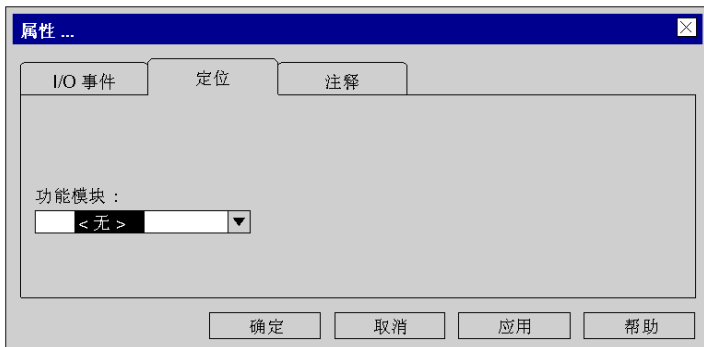 属性 ...
I/O 事件 定位 注释
功能模块：
< 无 >
确定 取消 应用 帮助